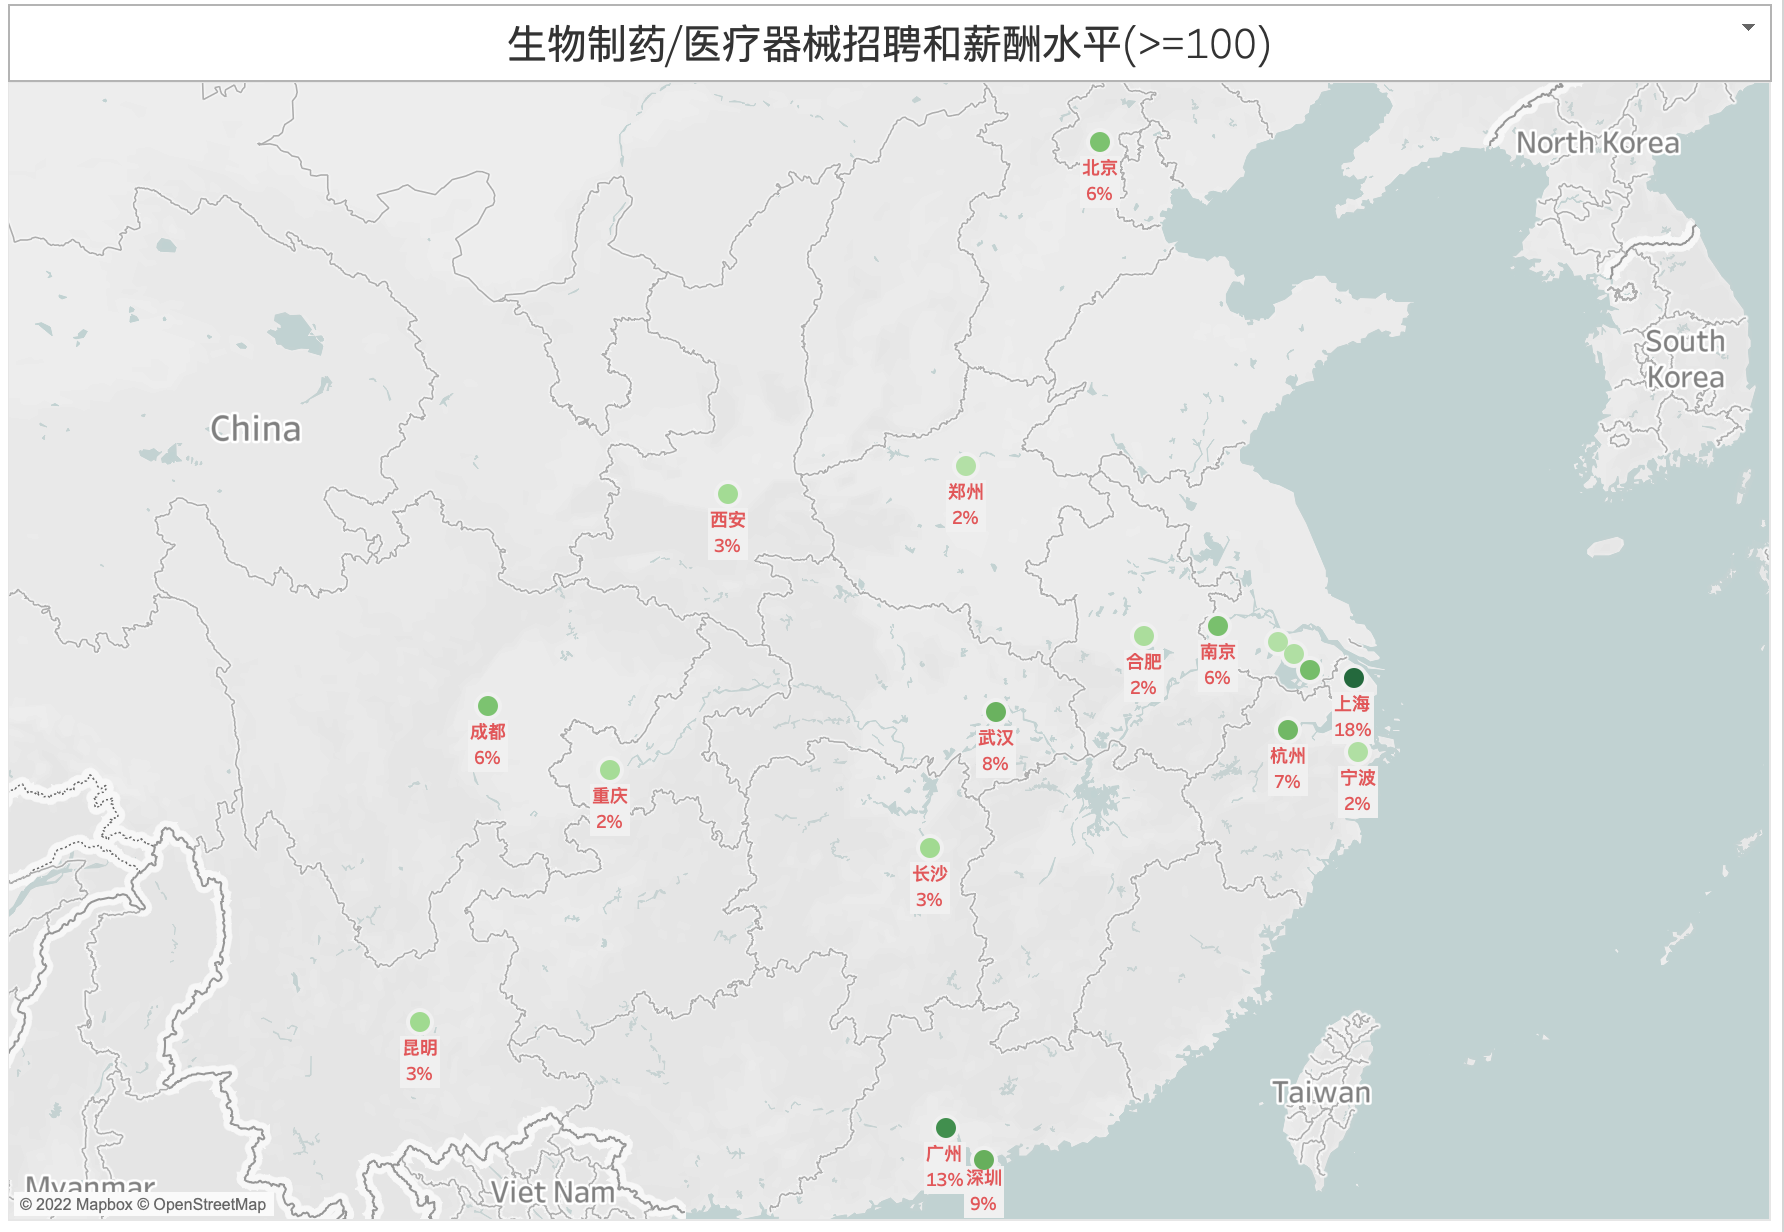 生物制药/医疗器械招聘和薪酬水平(>=100)
North Korea
北京
6%
South
Korea
China
郑州
2%
西安
3%
合肥
2%
南京
6%
上海
18%
成都
6%
武汉
8%
杭州
7%
宁波
2%
重庆
2%
长沙
3%
昆明
3%
Taiwan
广州
13%
深圳
9%
Myanmar
Viet Nam
© 2022 Mapbox © OpenStreetMap